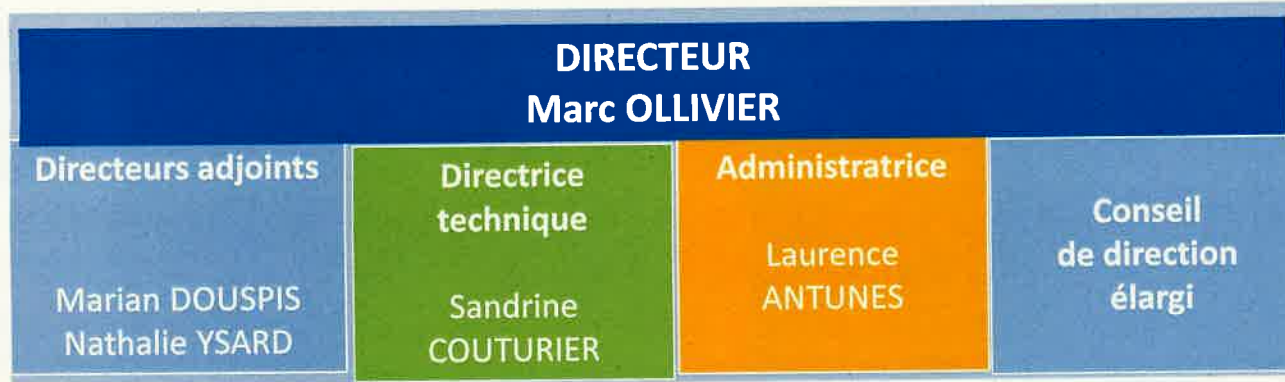 DIRECTEUR
Marc OLLIVIER
Directeurs adjoints
Marian DOUSPIS
Nathalie YSARD
Directrice
technique
Sandrine
COUTURIER
Administratrice
Laurence
ANTUNES
Conseil
de direction
élargi